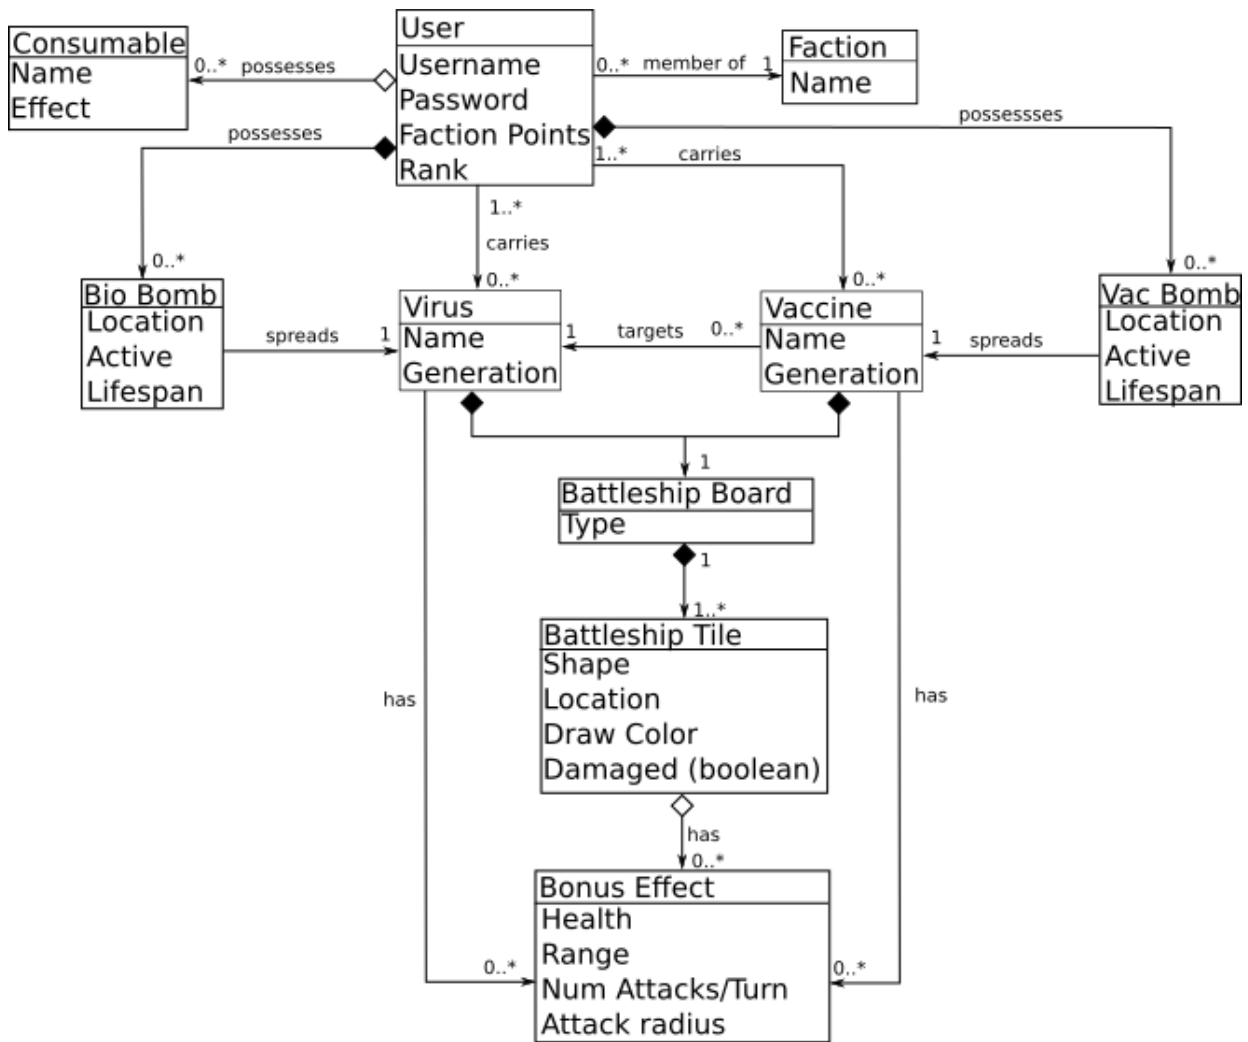 Consumable
Name
Effect
0..* possesses
User
Username
Password
Faction Points
Rank
0..* member of 1
Faction
Name
possesses
possessses
1..* carries
1..*
carries
0..*
0..*
0..*
0..*
Bio Bomb
Location
Active
Lifespan
spreads 1
Virus
Name
Generation
1 targets 0..*
Vaccine
Name
Generation
1 spreads
Vac Bomb
Location
Active
Lifespan
1
Battleship Board
Type
1
1..*
Battleship Tile
Shape
Location
Draw Color
Damaged (boolean)
has
has
has
0..*
Bonus Effect
Health
Range
Num Attacks/Turn
Attack radius
0..*
0..*